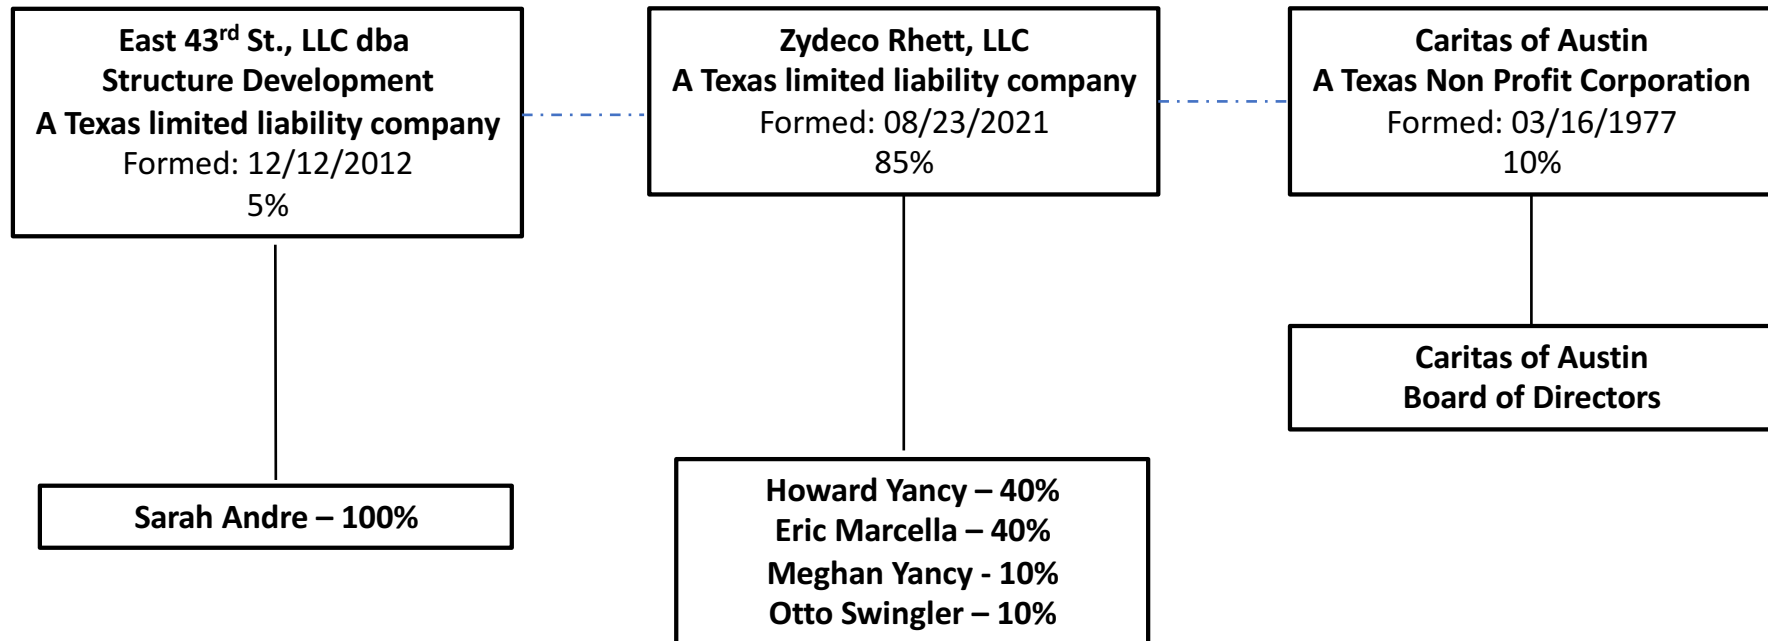 East 43rd St., LLC dba
Structure Development
A Texas limited liability company
Formed: 12/12/2012
5%
Zydeco Rhett, LLC
A Texas limited liability company
Formed: 08/23/2021
85%
Caritas of Austin
A Texas Non Profit Corporation
Formed: 03/16/1977
10%
Sarah Andre – 100%
Howard Yancy – 40%
Eric Marcella – 40%
Meghan Yancy - 10%
Otto Swingler – 10%
Caritas of Austin
Board of Directors